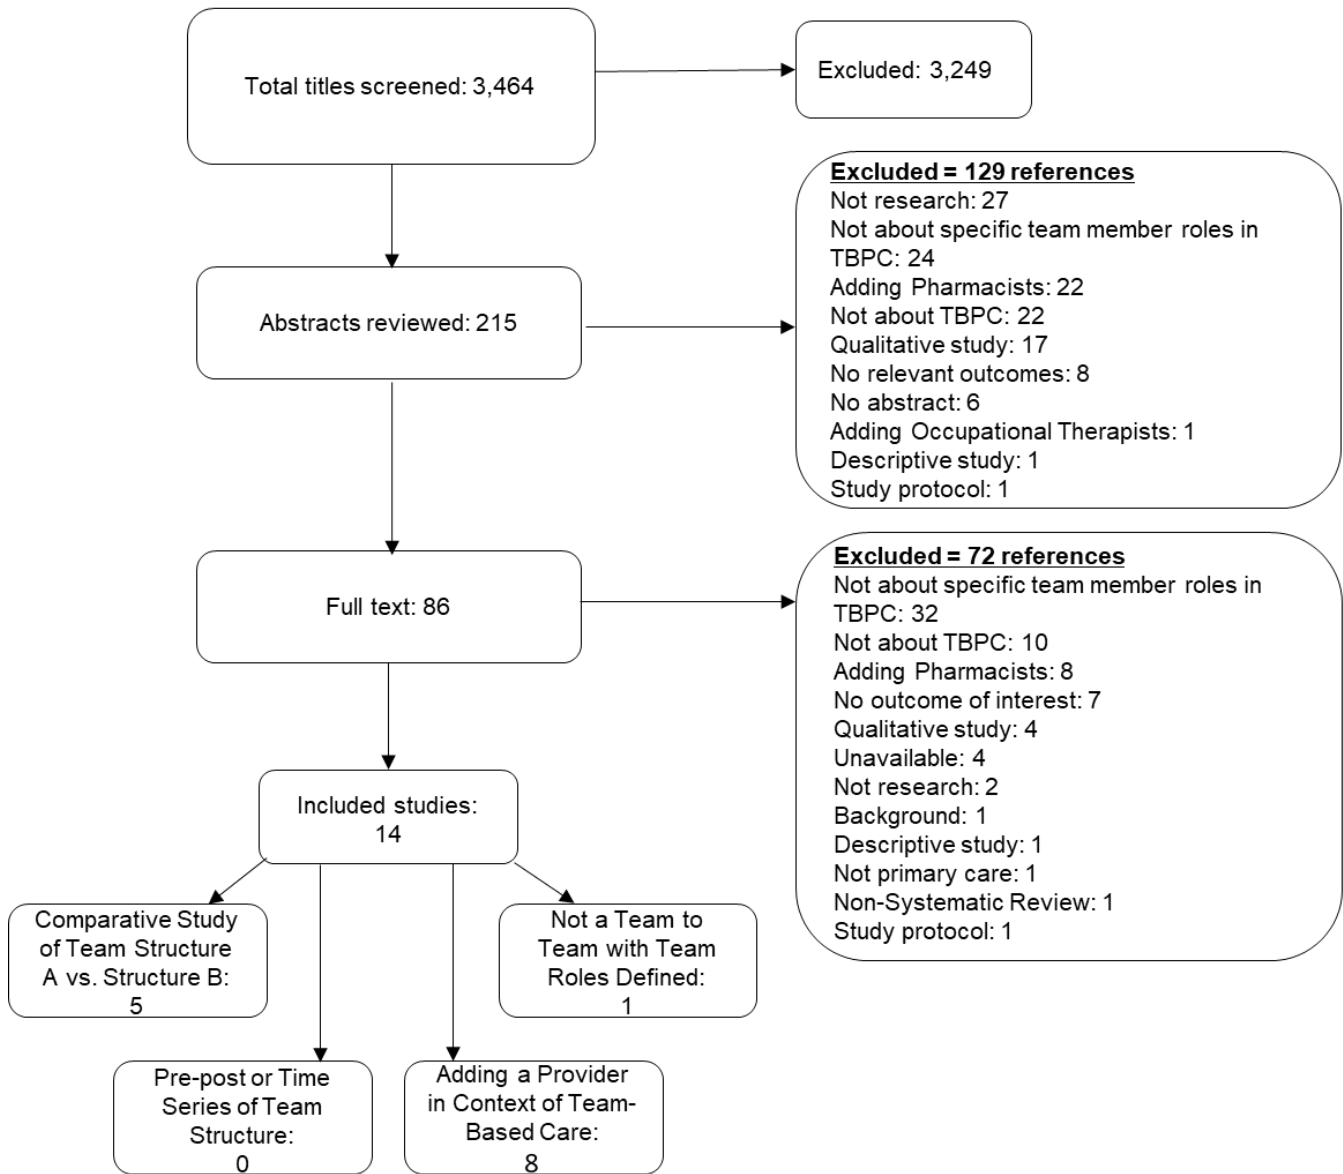 Total titles screened: 3,464
Excluded: 3,249
Abstracts reviewed: 215
Excluded = 129 references
Not research: 27
Not about specific team member roles in
TBPC: 24
Adding Pharmacists: 22
Not about TBPC: 22
Qualitative study: 17
No relevant outcomes: 8
No abstract: 6
Adding Occupational Therapists: 1
Descriptive study: 1
Study protocol: 1
Full text: 86
Excluded = 72 references
Not about specific team member roles in
TBPC: 32
Not about TBPC: 10
Adding Pharmacists: 8
No outcome of interest: 7
Qualitative study: 4
Unavailable: 4
Not research: 2
Background: 1
Descriptive study: 1
Not primary care: 1
Non-Systematic Review: 1
Study protocol: 1
Included studies:
14
Comparative Study
of Team Structure
A vs. Structure B:
5
Not a Team to
Team with Team
Roles Defined:
1
Pre-post or Time
Series of Team
Structure:
0
Adding a Provider
in Context of Team-
Based Care:
8